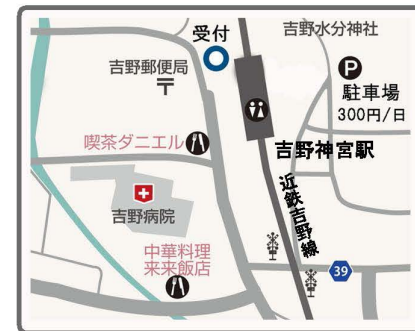 受付
吉野水分神社
吉野郵便局
〒
P
駐車場
300円/日
喫茶ダニエル
吉野神宮駅
近鉄吉野線
吉野病院
中華料理
来来飯店
39